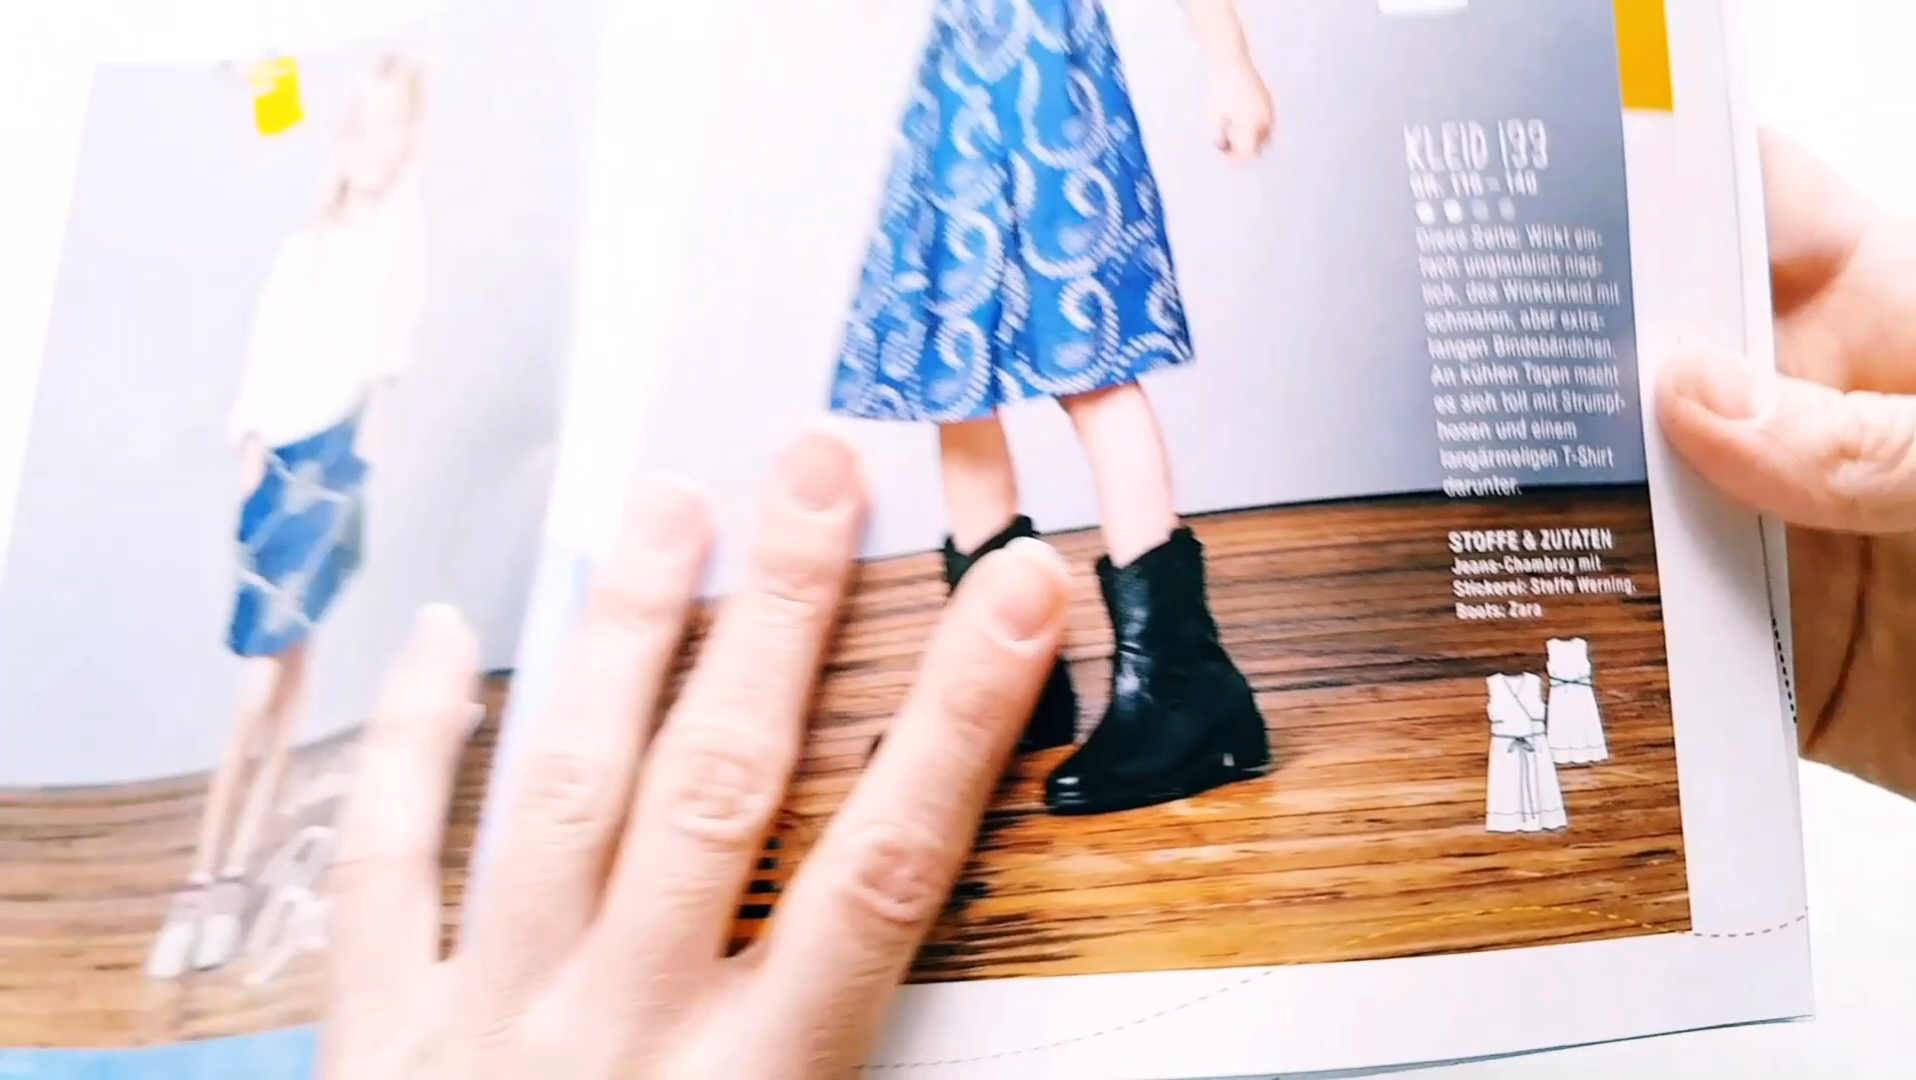 KLEID 199
GR. 116 – 140
Diese Seite: Wirkt ein-
fach unglaublich nied-
lich, das Wickelkleid mit
schmalen, aber extra-
langen Bindebändchen.
An kühlen Tagen macht
es sich toll mit Strumpf-
hosen und einem
langärmeligen T-Shirt
darunter.
STOFFE & ZUTATEN
Jeans-Chambray mit
Stickerei: Stoffe Werning.
Boots: Zara